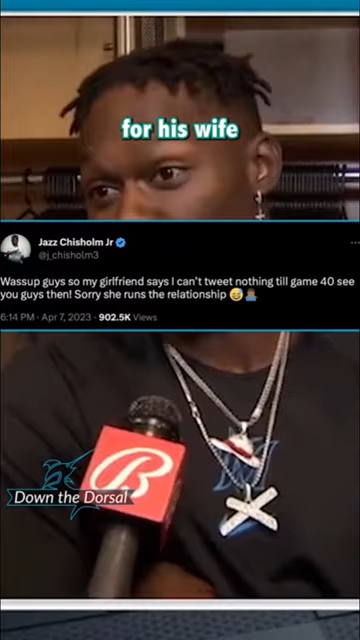 for his wife
Jazz Chisholm Jr
@j_chisholm3
Wassup guys so my girlfriend says I can't tweet nothing till game 40 see
you guys then! Sorry she runs the relationship 😅🤷🏾‍♂️
6:14 PM · Apr 7, 2023 · 902.5K Views
B
Down the Dorsal